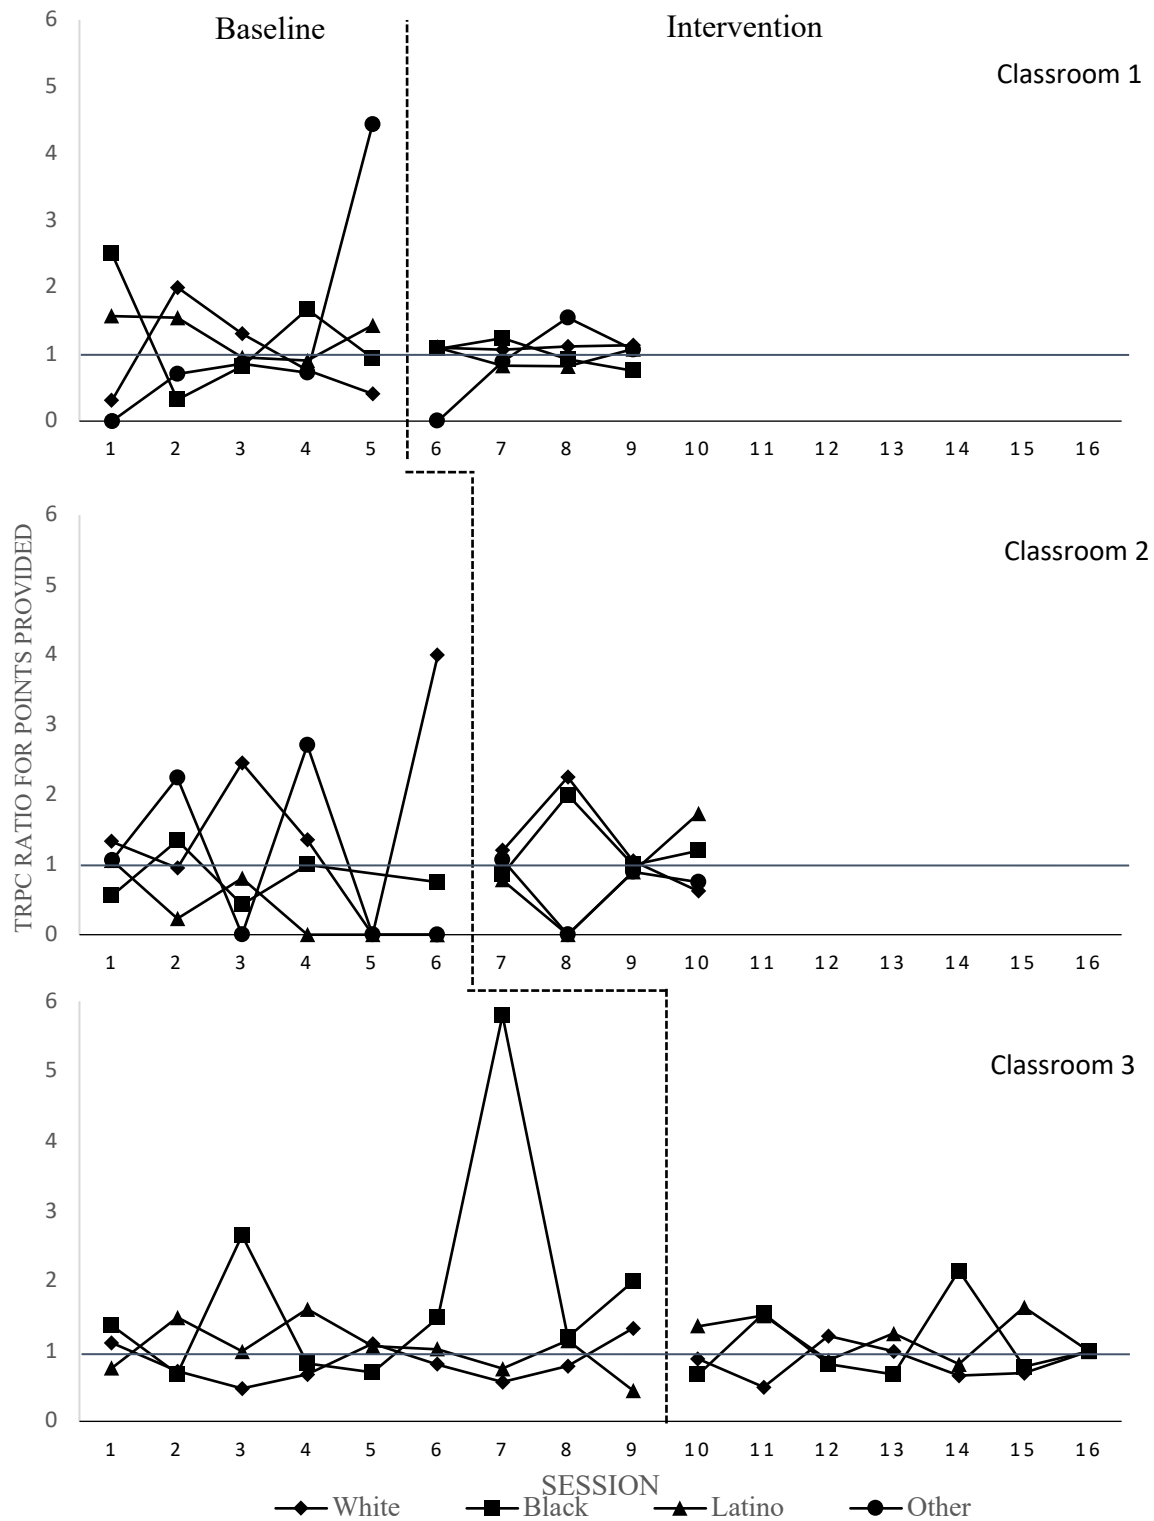 Baseline
Intervention
Classroom 1
6
5
4
3
2
1
0
1 2 3 4 5 6 7 8 9 10 11 12 13 14 15 16
TRPC RATIO FOR POINTS PROVIDED
Classroom 2
6
5
4
3
2
1
0
1 2 3 4 5 6 7 8 9 10 11 12 13 14 15 16
Classroom 3
6
5
4
3
2
1
0
1 2 3 4 5 6 7 8 9 10 11 12 13 14 15 16
SESSION
White Black Latino Other